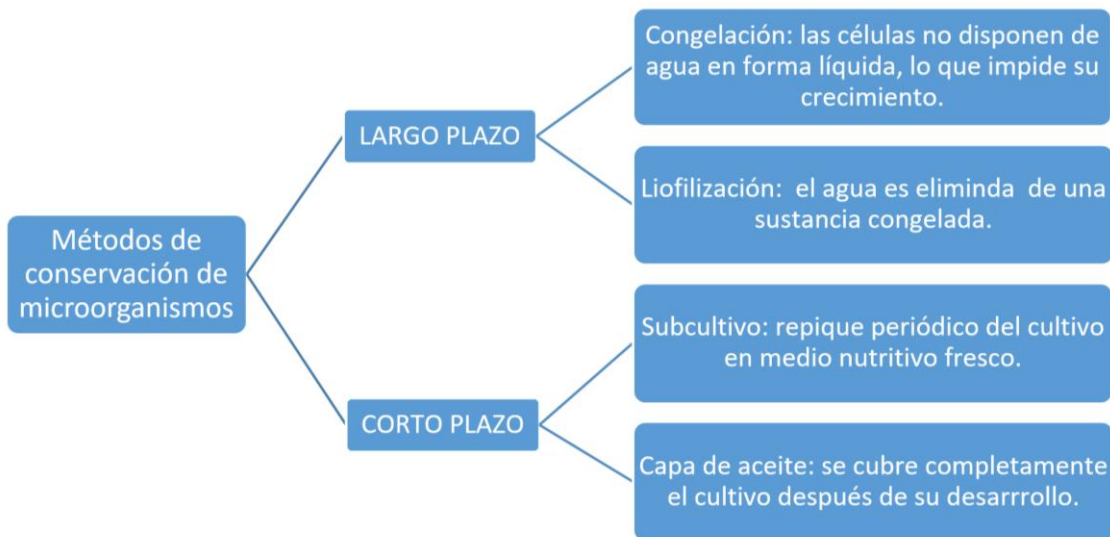 Métodos de
conservación de
microorganismos
LARGO PLAZO
Congelación: las células no disponen de
agua en forma líquida, lo que impide su
crecimiento.
Liofilización: el agua es eliminda de una
sustancia congelada.
CORTO PLAZO
Subcultivo: repique periódico del cultivo
en medio nutritivo fresco.
Capa de aceite: se cubre completamente
el cultivo después de su desarrrollo.